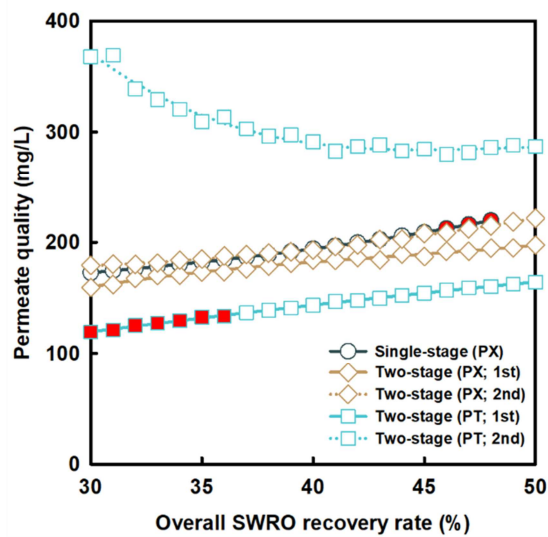 Permeate quality (mg/L)
400
300
200
100
0
30
35
40
45
50
Overall SWRO recovery rate (%)
Single-stage (PX)
Two-stage (PX; 1st)
Two-stage (PX; 2nd)
Two-stage (PT; 1st)
Two-stage (PT; 2nd)